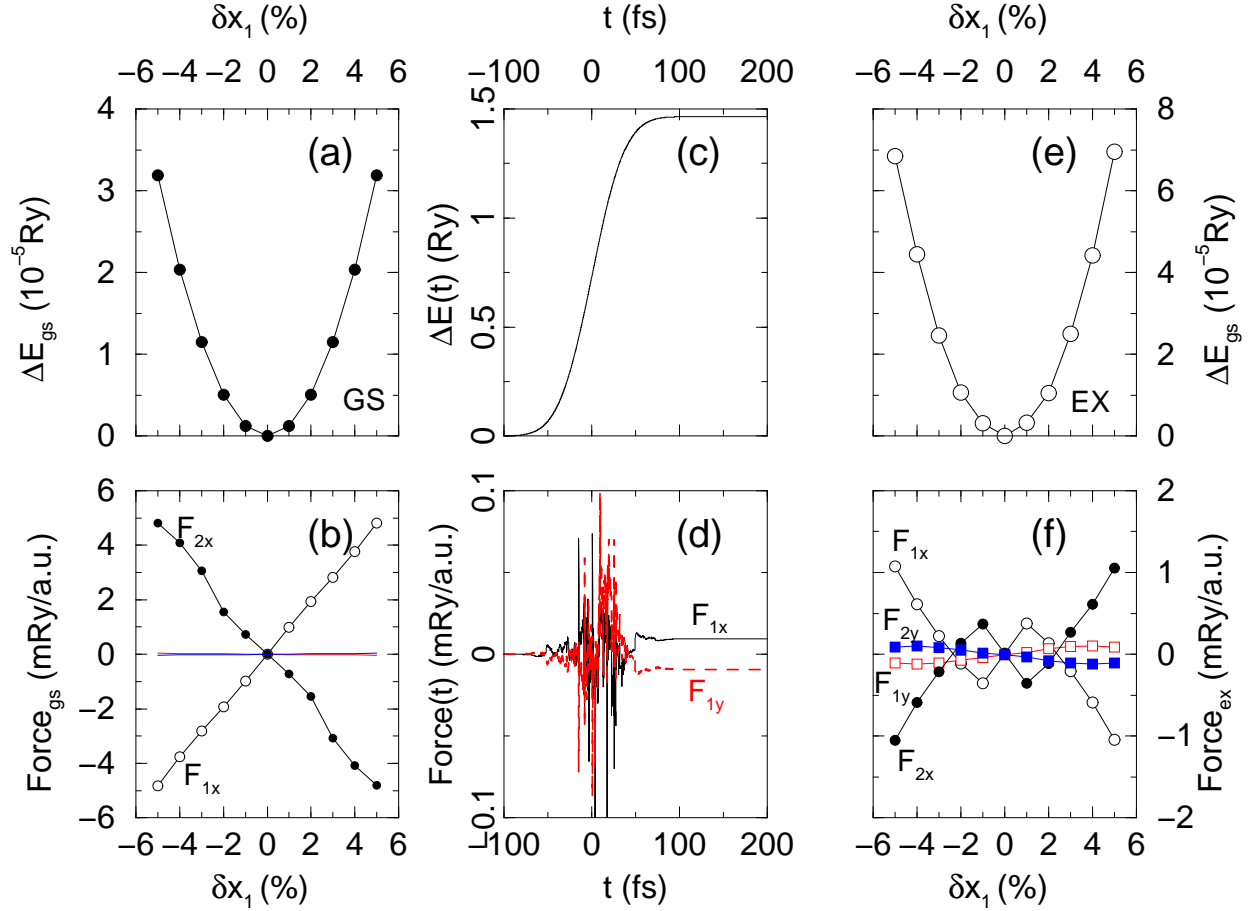 δx1 (%)
t (fs)
δx1 (%)
−6 −4 −2 0 2 4 6
−100 0 100 200
−6 −4 −2 0 2 4 6
4
3
2
1
0
ΔEgs (10−5Ry)
(a)
GS
1.5
1
0.5
0
ΔE(t) (Ry)
(c)
8
6
4
2
0
ΔEgs (10−5Ry)
(e)
EX
6
4
2
0
−2
−4
−6
Forcegs (mRy/a.u.)
(b)
F2x
F1x
0.1
0
−0.1
Force(t) (mRy/a.u.)
(d)
F1x
F1y
2
1
0
−1
−2
Forceex (mRy/a.u.)
(f)
F1x
F2y
F1y
F2x
−6 −4 −2 0 2 4 6
−100 0 100 200
−6 −4 −2 0 2 4 6
δx1 (%)
t (fs)
δx1 (%)